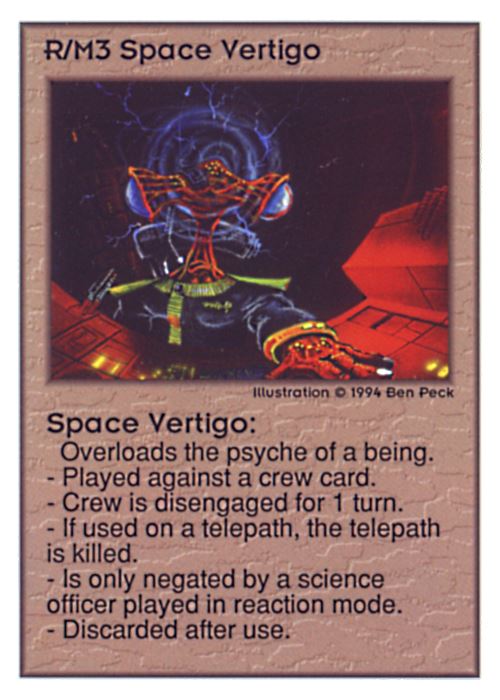 R/M3 Space Vertigo
Illustration © 1994 Ben Peck
Space Vertigo:
Overloads the psyche of a being.
- Played against a crew card.
- Crew is disengaged for 1 turn.
- If used on a telepath, the telepath
is killed.
- Is only negated by a science
officer played in reaction mode.
- Discarded after use.